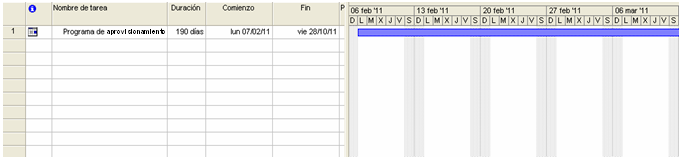 Nombre de tarea Duración Comienzo Fin P 06 feb '11 13 feb '11 20 feb '11 27 feb '11 06 mar '11
D L M X J V S D L M X J V S D L M X J V S D L M X J V S D L M X J V S
1 Programa de aprovisionamiento 190 días lun 07/02/11 vie 28/10/11